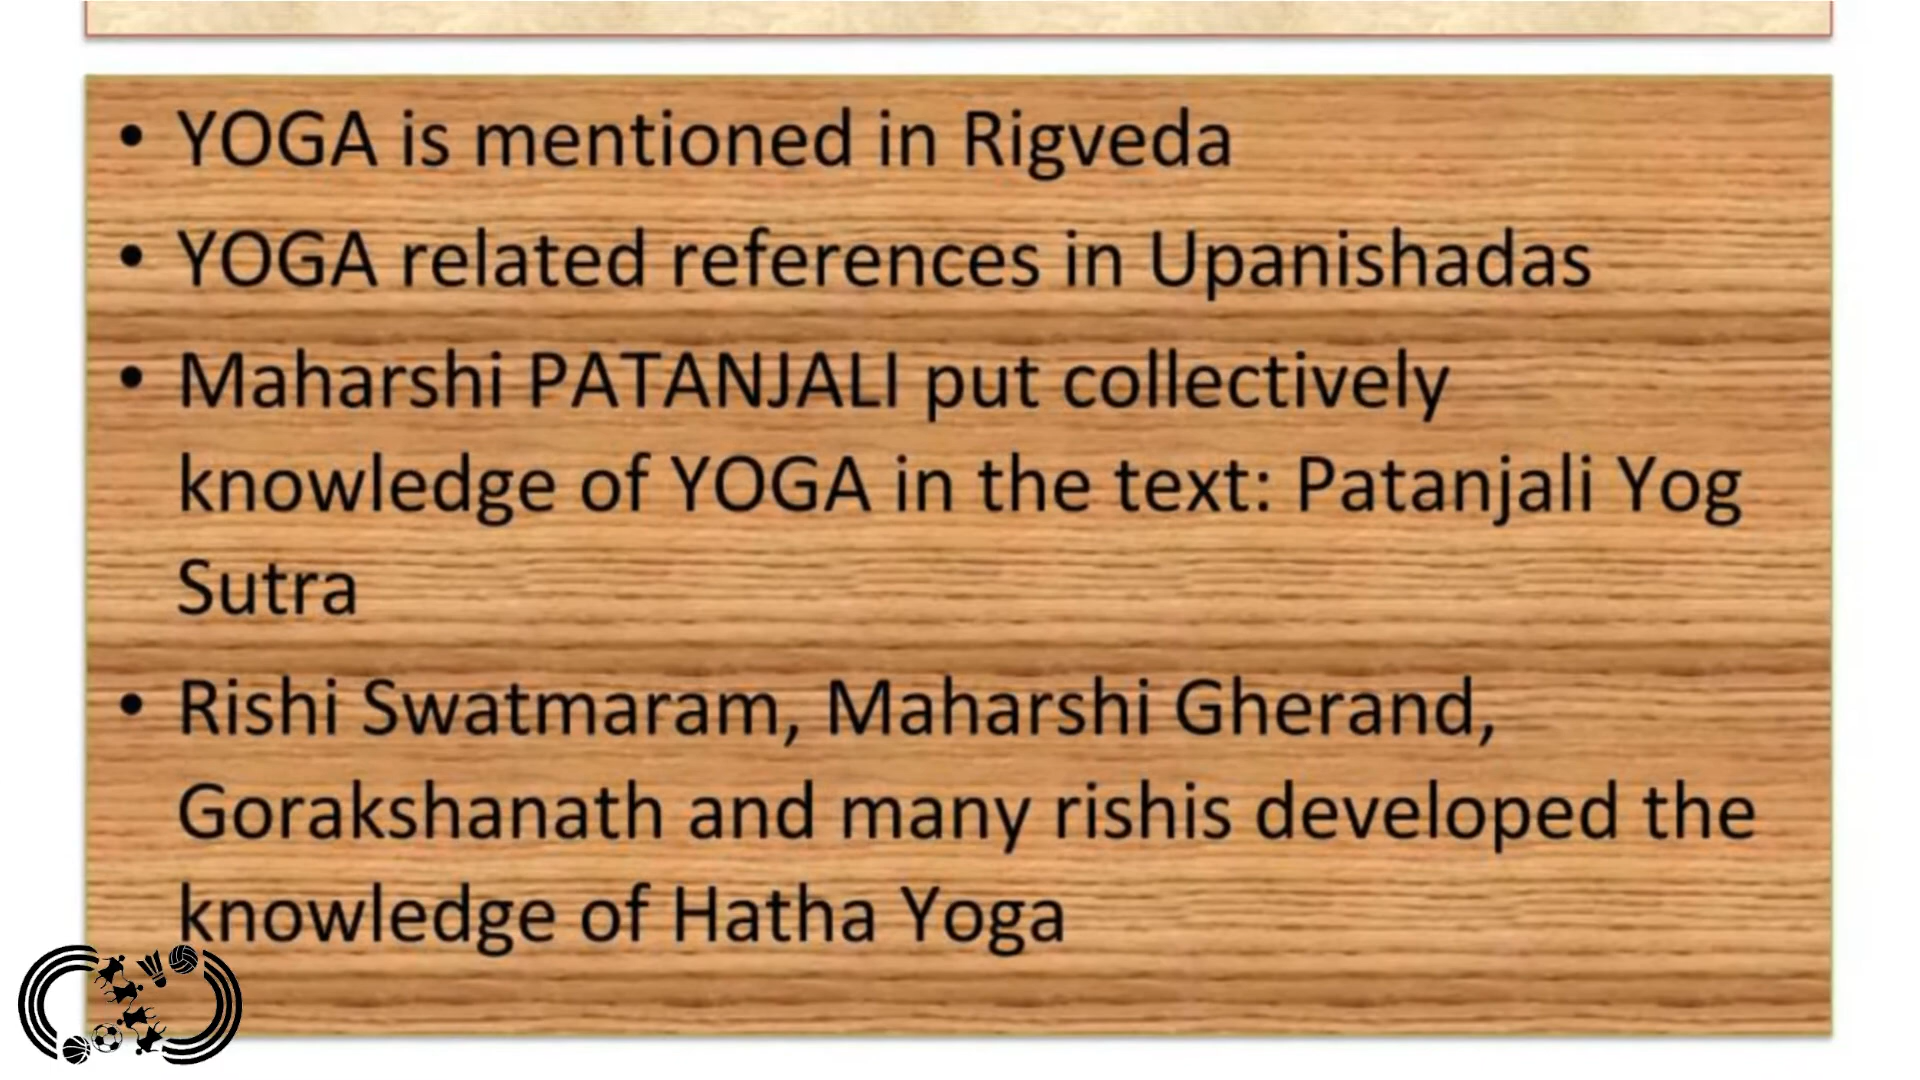 • YOGA is mentioned in Rigveda
• YOGA related references in Upanishadas
• Maharshi PATANJALI put collectively
knowledge of YOGA in the text: Patanjali Yog
Sutra
• Rishi Swatmaram, Maharshi Gherand,
Gorakshanath and many rishis developed the
knowledge of Hatha Yoga